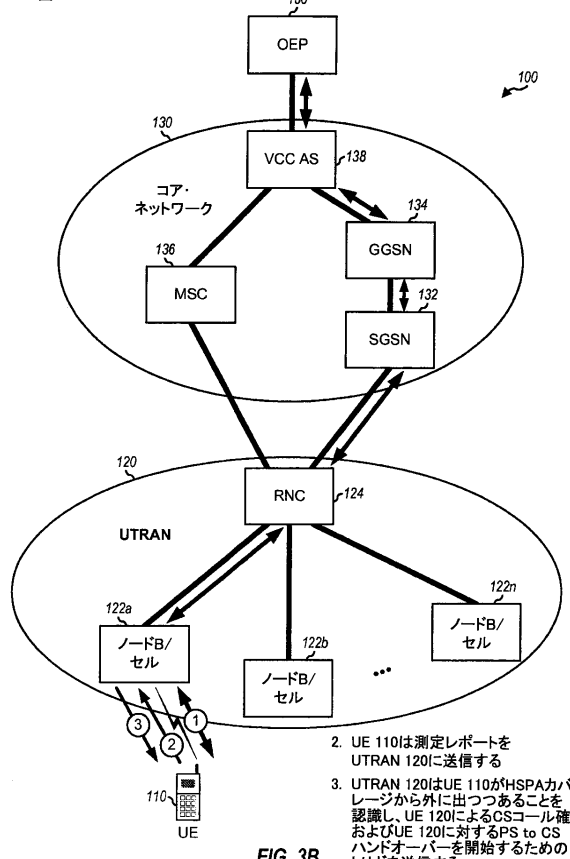 OEP
100
130
VCC AS
138
コア・
ネットワーク
134
GGSN
136
MSC
132
SGSN
120
RNC
124
UTRAN
122a
ノードB/
セル
122b
ノードB/
セル
122n
ノードB/
セル
...
3
2
1
110
UE
2. UE 110は測定レポートを
UTRAN 120に送信する
3. UTRAN 120はUE 110がHSPAカバ
レージから外に出つつあることを
認識し、UE 120によるCSコール確
およびUE 120に対するPS to CS
ハンドオーバーを開始するための
FIG. 3B